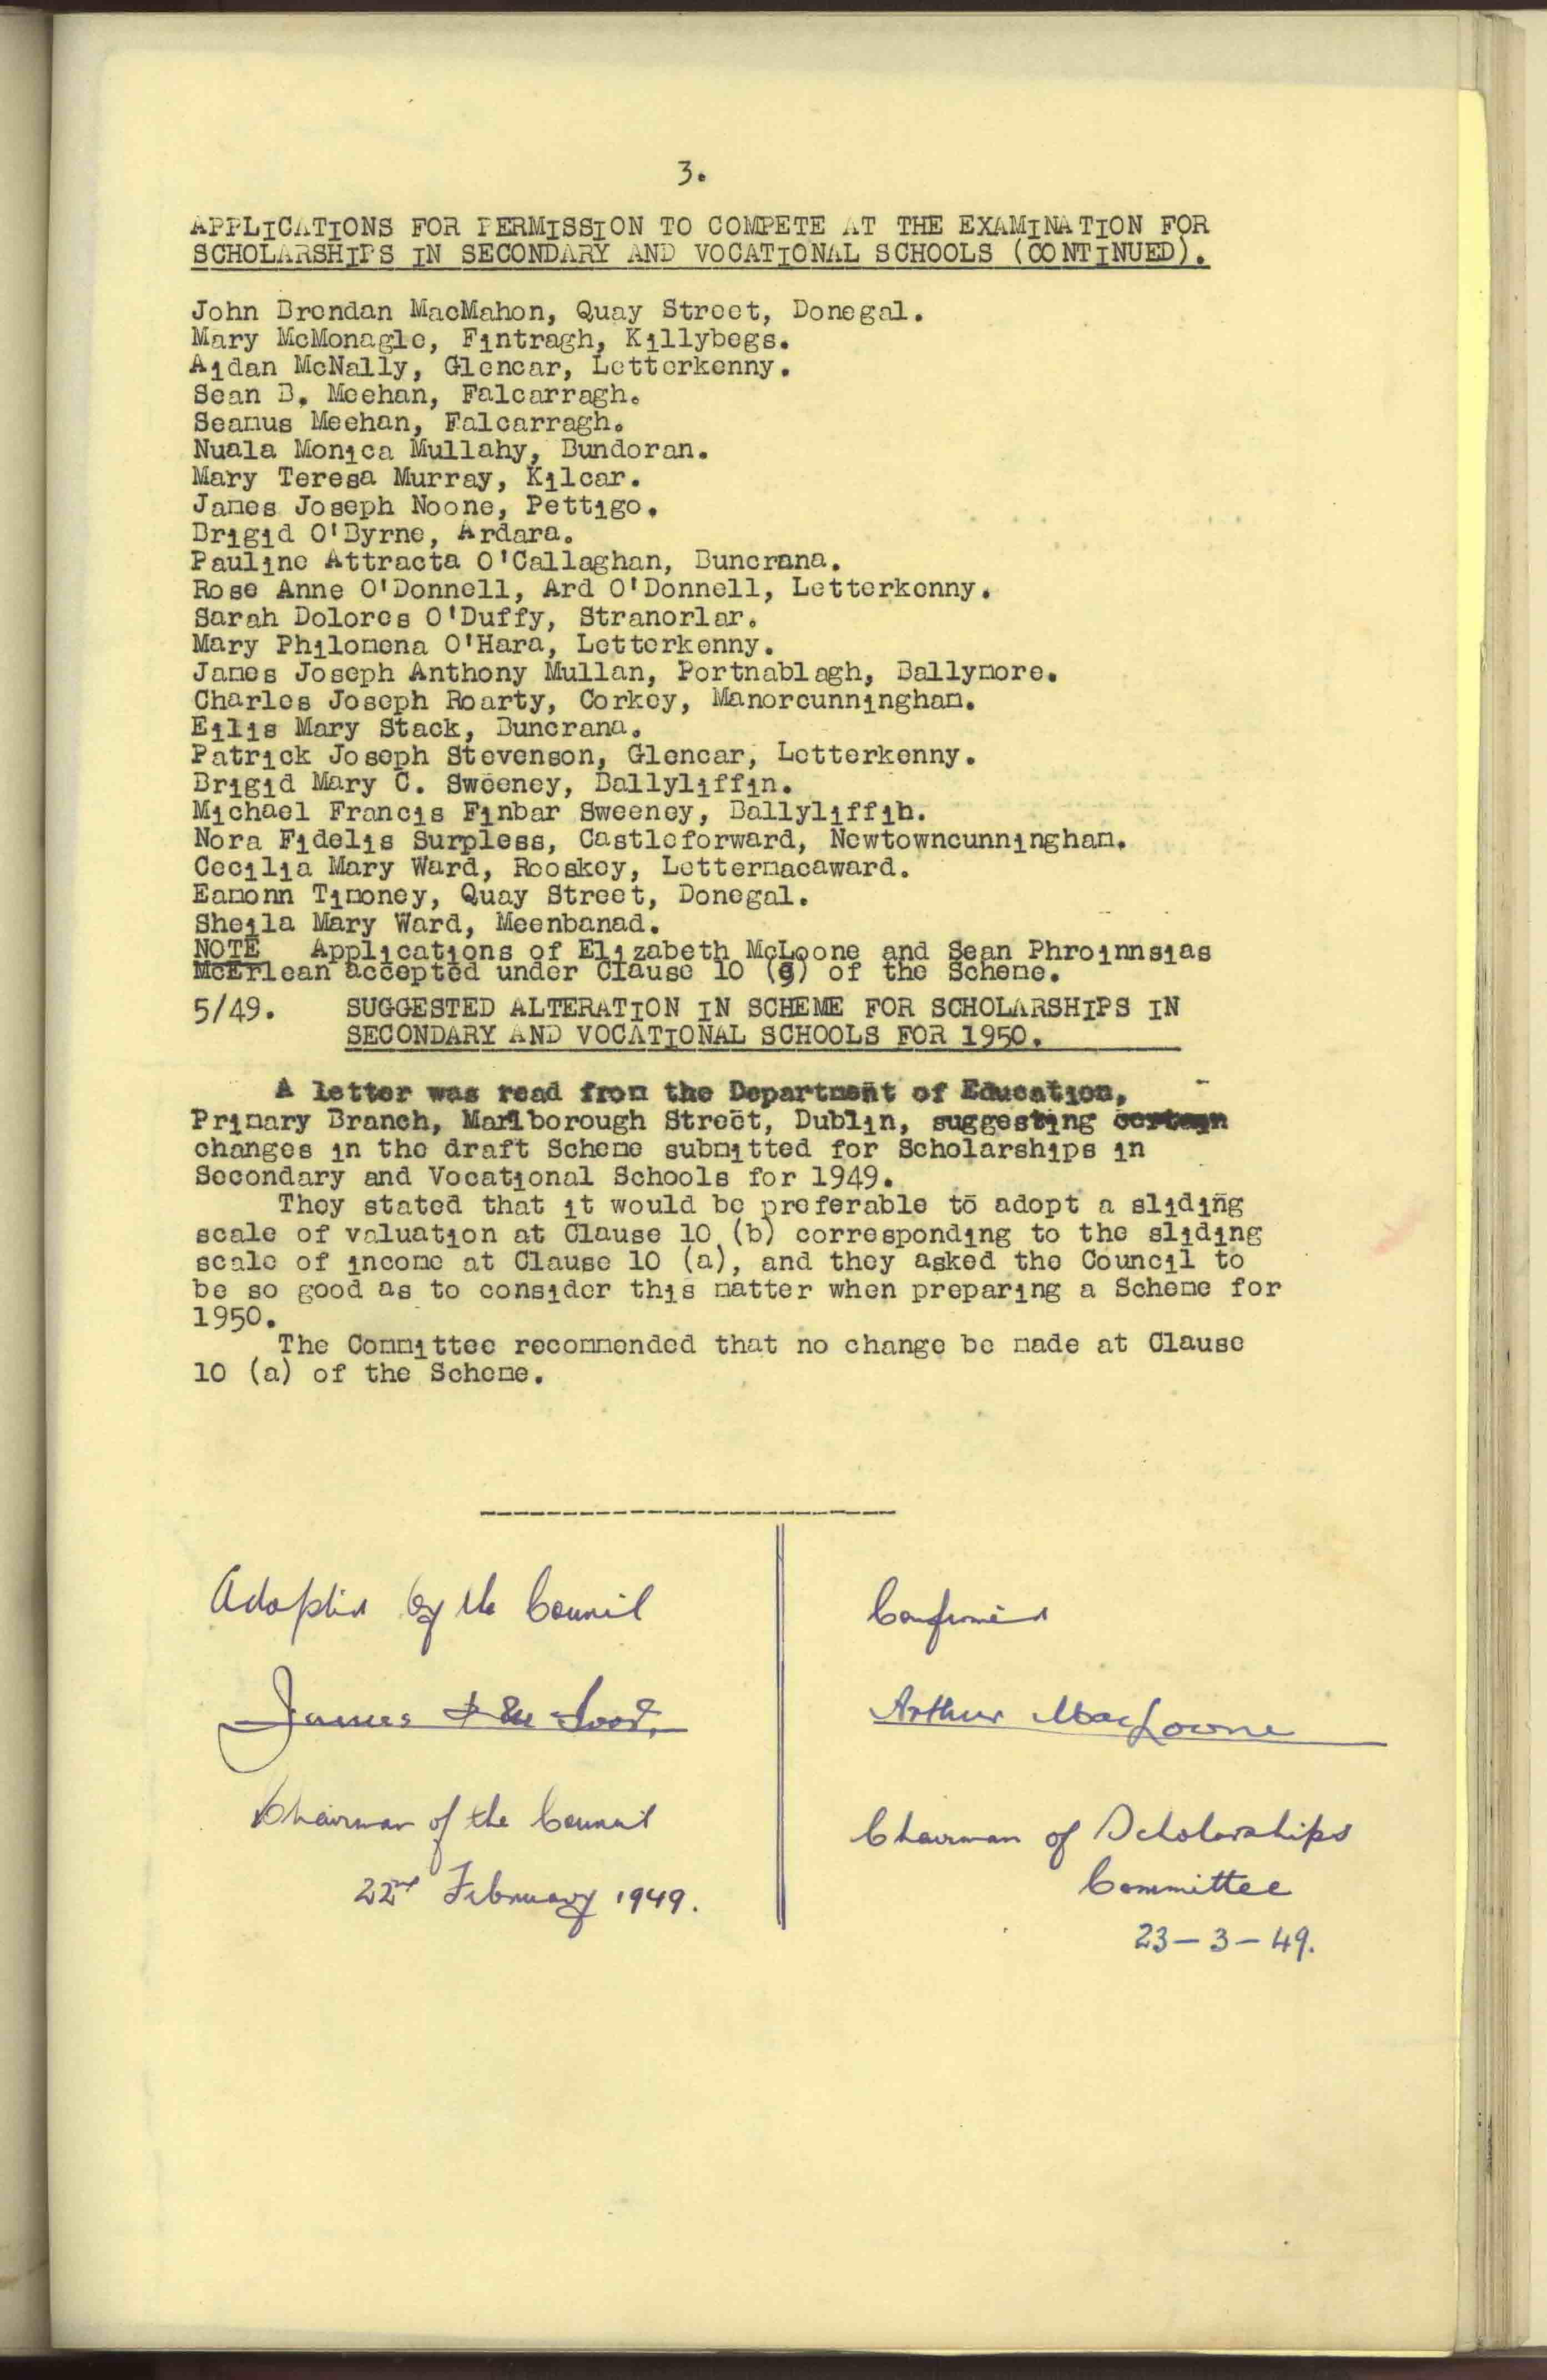 3.
APPLICATIONS FOR PERMISSION TO COMPETE AT THE EXAMINATION FOR
SCHOLARSHIPS IN SECONDARY AND VOCATIONAL SCHOOLS (CONTINUED).
John Brendan MacMahon, Quay Street, Donegal.
Mary McMonagle, Fintragh, Killybegs.
Aidan McNally, Glencar, Letterkenny.
Sean B. Meehan, Falcarragh.
Seamus Meehan, Falcarragh.
Nuala Monica Mullahy, Bundoran.
Mary Teresa Murray, Kilcar.
James Joseph Noone, Pettigo.
Brigid O'Byrne, Ardara.
Pauline Attracta O'Callaghan, Buncrana.
Rose Anne O'Donnell, Ard O'Donnell, Letterkenny.
Sarah Dolores O'Duffy, Stranorlar.
Mary Philomena O'Hara, Letterkenny.
James Joseph Anthony Mullan, Portnablagh, Ballymore.
Charles Joseph Roarty, Corkey, Manorcunningham.
Eilis Mary Stack, Buncrana.
Patrick Joseph Stevenson, Glencar, Letterkenny.
Brigid Mary C. Sweeney, Ballyliffin.
Michael Francis Finbar Sweeney, Ballyliffin.
Nora Fidelis Surpless, Castleforward, Newtowncunningham.
Cecilia Mary Ward, Rooskey, Lettermacaward.
Eamonn Timoney, Quay Street, Donegal.
Sheila Mary Ward, Meenbanad.
NOTE Applications of Elizabeth McLoone and Sean Phroinnsias
McErlean accepted under Clause 10 (g) of the Scheme.
5/49. SUGGESTED ALTERATION IN SCHEME FOR SCHOLARSHIPS IN
SECONDARY AND VOCATIONAL SCHOOLS FOR 1950.
A letter was read from the Department of Education,
Primary Branch, Marlborough Street, Dublin, suggesting certain
changes in the draft Scheme submitted for Scholarships in
Secondary and Vocational Schools for 1949.
They stated that it would be preferable to adopt a sliding
scale of valuation at Clause 10 (b) corresponding to the sliding
scale of income at Clause 10 (a), and they asked the Council to
be so good as to consider this matter when preparing a Scheme for
1950.
The Committee recommended that no change be made at Clause
10 (a) of the Scheme.
Adopted by the Council
James
Chairman of the Council
22nd February 1949.
Confirmed
Arthur MacLoone
Chairman of Scholarships
Committee
23-3-49.